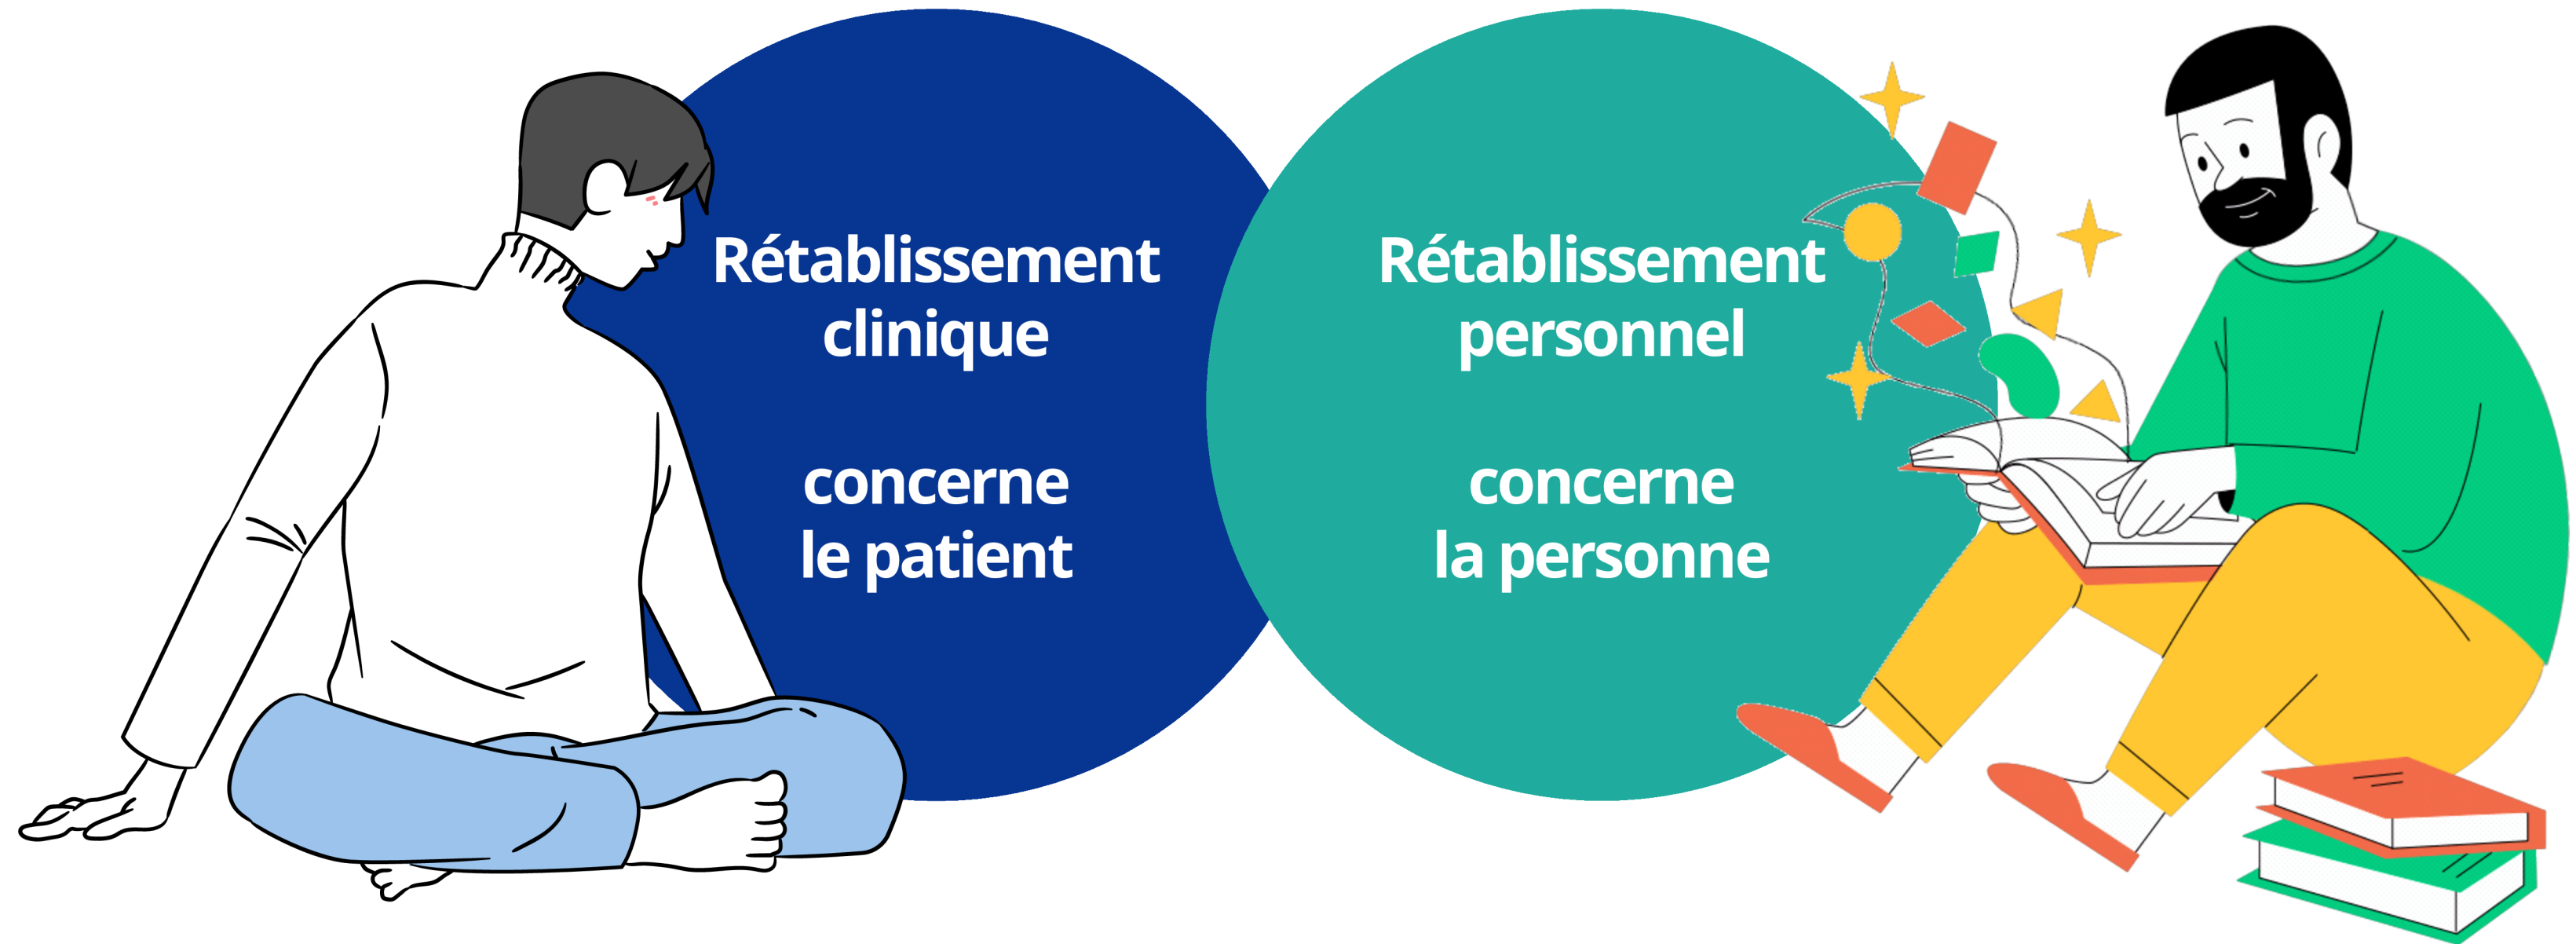 Rétablissement
clinique
concerne
le patient
Rétablissement
personnel
concerne
la personne